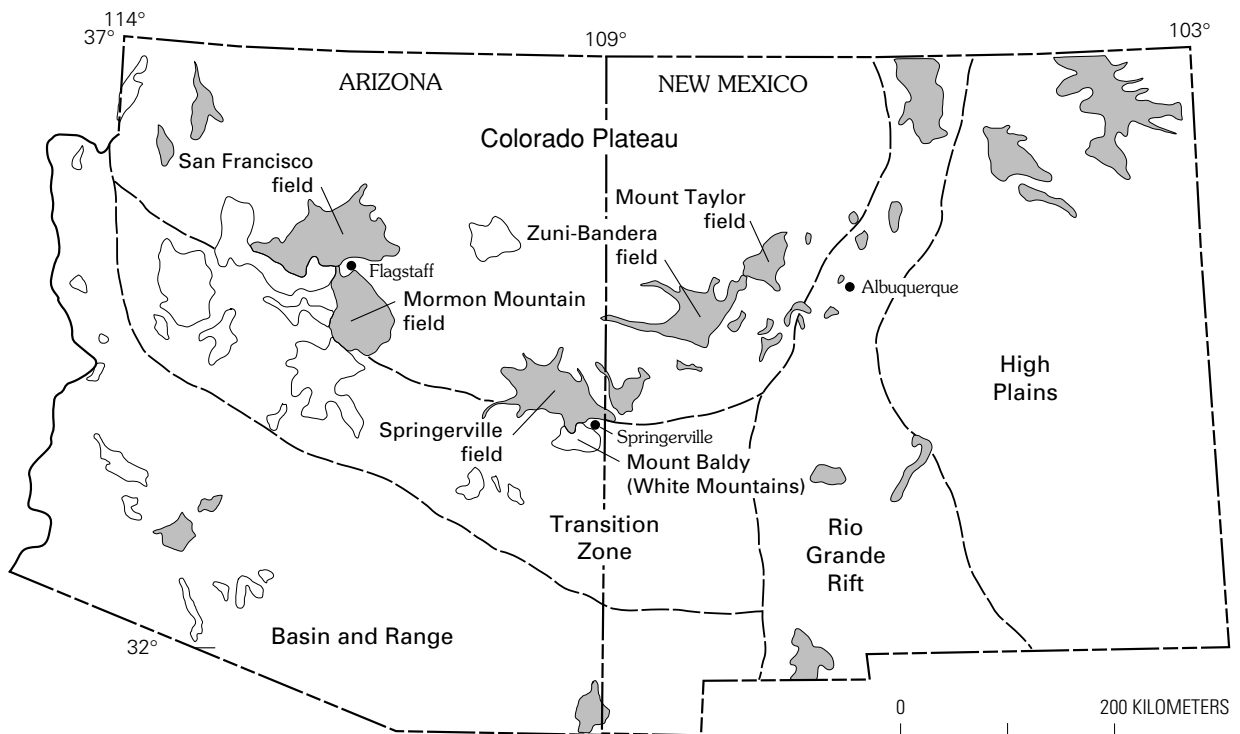 114°
37°
109°
103°
ARIZONA
NEW MEXICO
Colorado Plateau
San Francisco
field
Mount Taylor
field
Zuni-Bandera
field
Flagstaff
Albuquerque
Mormon Mountain
field
High
Plains
Springerville
field
Springerville
Mount Baldy
(White Mountains)
Transition
Zone
Rio
Grande
Rift
Basin and Range
32°
0
200 KILOMETERS